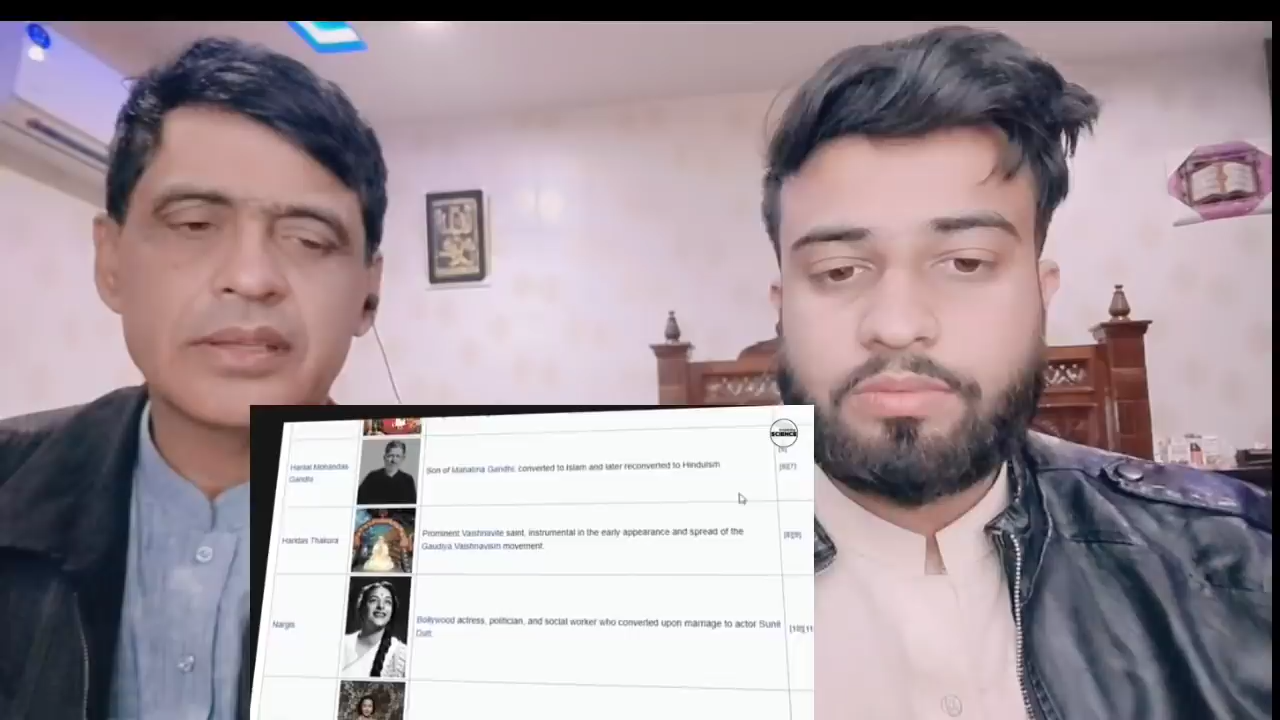 SCIENCE
[6]
Harilal Mohandas
Gandhi
Son of Mahatma Gandhi, converted to Islam and later reconverted to Hinduism
[6][7]
Haridas Thakura
Prominent Vaishnavite saint, instrumental in the early appearance and spread of the
Gaudiya Vaishnavism movement.
[8][9]
Nargis
Bollywood actress, politician, and social worker who converted upon marriage to actor Sunil
Dutt.
[10][11